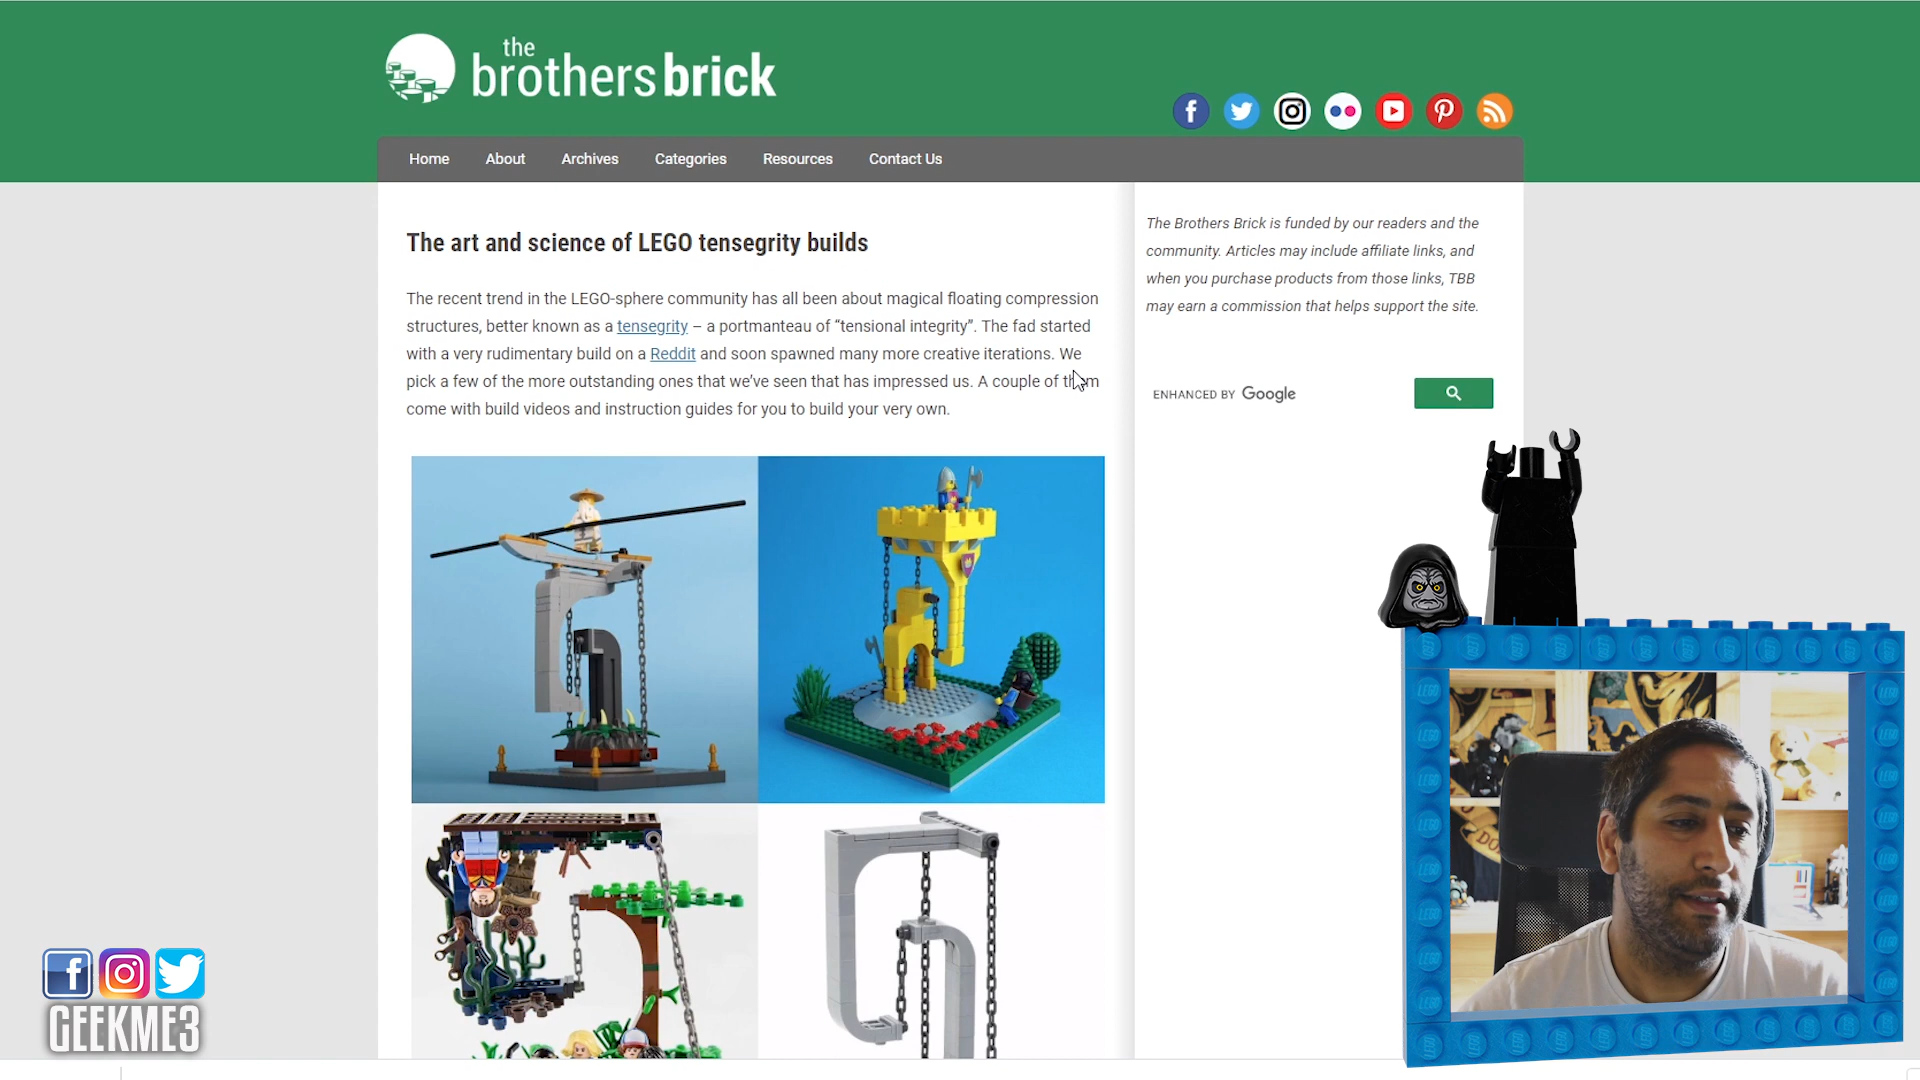 the
brothersbrick
Home About Archives Categories Resources Contact Us
The art and science of LEGO tensegrity builds
The recent trend in the LEGO-sphere community has all been about magical floating compression
structures, better known as a tensegrity – a portmanteau of “tensional integrity”. The fad started
with a very rudimentary build on a Reddit and soon spawned many more creative iterations. We
pick a few of the more outstanding ones that we’ve seen that has impressed us. A couple of them
come with build videos and instruction guides for you to build your very own.
The Brothers Brick is funded by our readers and the
community. Articles may include affiliate links, and
when you purchase products from those links, TBB
may earn a commission that helps support the site.
ENHANCED BY Google
GEEKME3